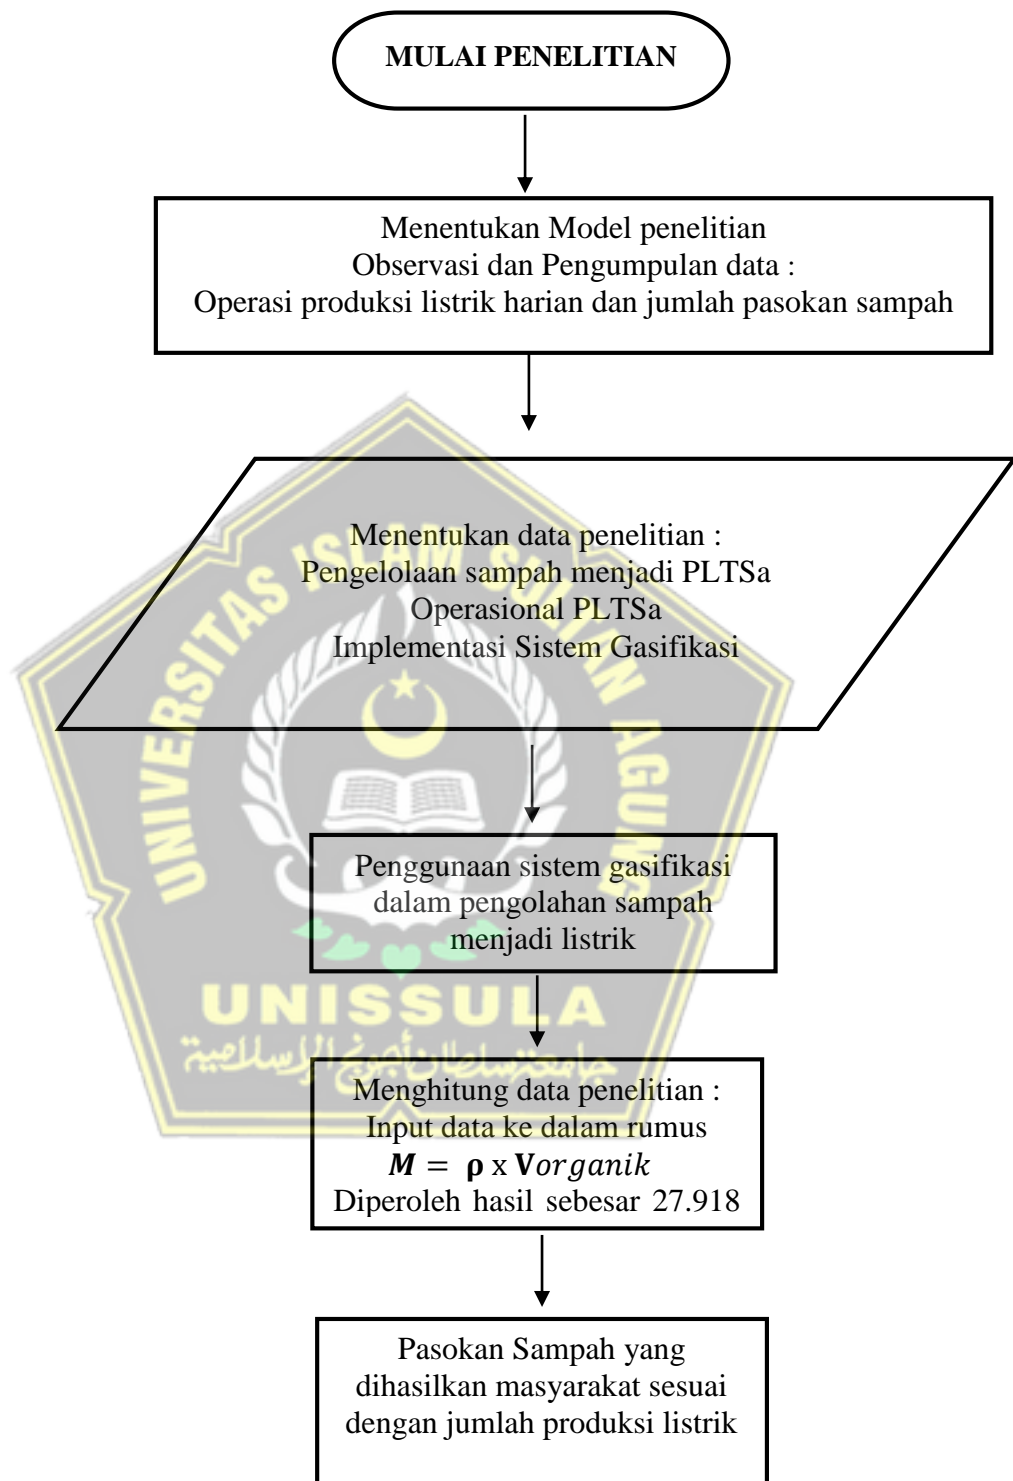 MULAI PENELITIAN
Menentukan Model penelitian
Observasi dan Pengumpulan data :
Operasi produksi listrik harian dan jumlah pasokan sampah
Menentukan data penelitian :
Pengelolaan sampah menjadi PLTSa
Operasional PLTSa
Implementasi Sistem Gasifikasi
UNIVERSITAS ISLAM SULTAN AGUNG
Penggunaan sistem gasifikasi
dalam pengolahan sampah
menjadi listrik
UNISSULA
جامعتسلطان أجونج الإسلامية
Menghitung data penelitian :
Input data ke dalam rumus
M = ρ x Vorganik
Diperoleh hasil sebesar 27.918
Pasokan Sampah yang
dihasilkan masyarakat sesuai
dengan jumlah produksi listrik